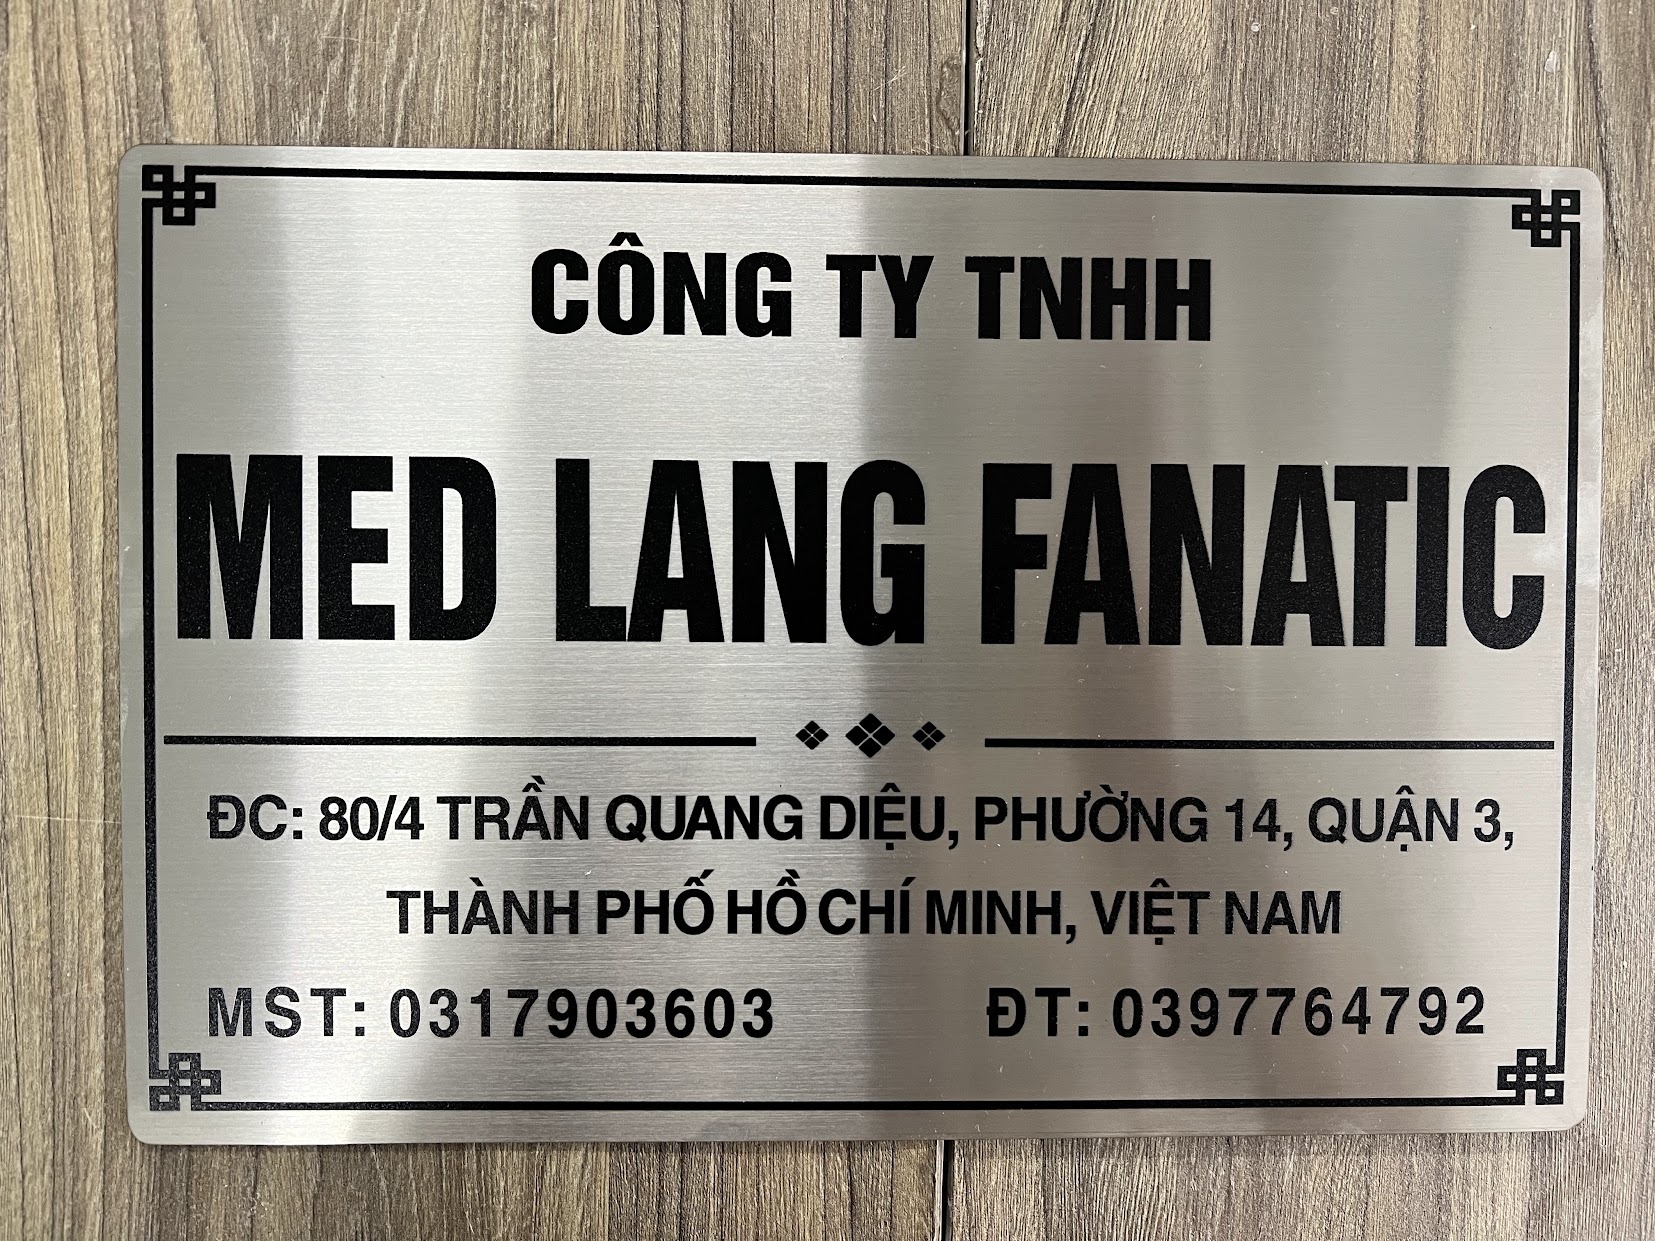 CÔNG TY TNHH
MED LANG FANATIC
ĐC: 80/4 TRẦN QUANG DIỆU, PHƯỜNG 14, QUẬN 3,
THÀNH PHỐ HỒ CHÍ MINH, VIỆT NAM
MST: 0317903603 ĐT: 0397764792